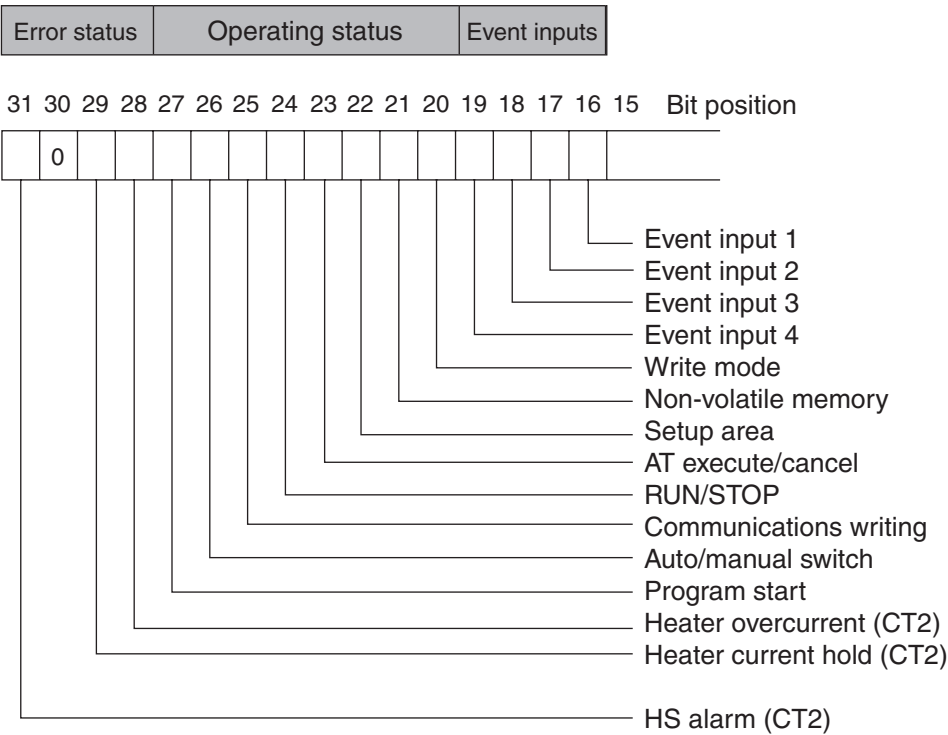 Error status Operating status Event inputs
31 30 29 28 27 26 25 24 23 22 21 20 19 18 17 16 15 Bit position
0
Event input 1
Event input 2
Event input 3
Event input 4
Write mode
Non-volatile memory
Setup area
AT execute/cancel
RUN/STOP
Communications writing
Auto/manual switch
Program start
Heater overcurrent (CT2)
Heater current hold (CT2)
HS alarm (CT2)